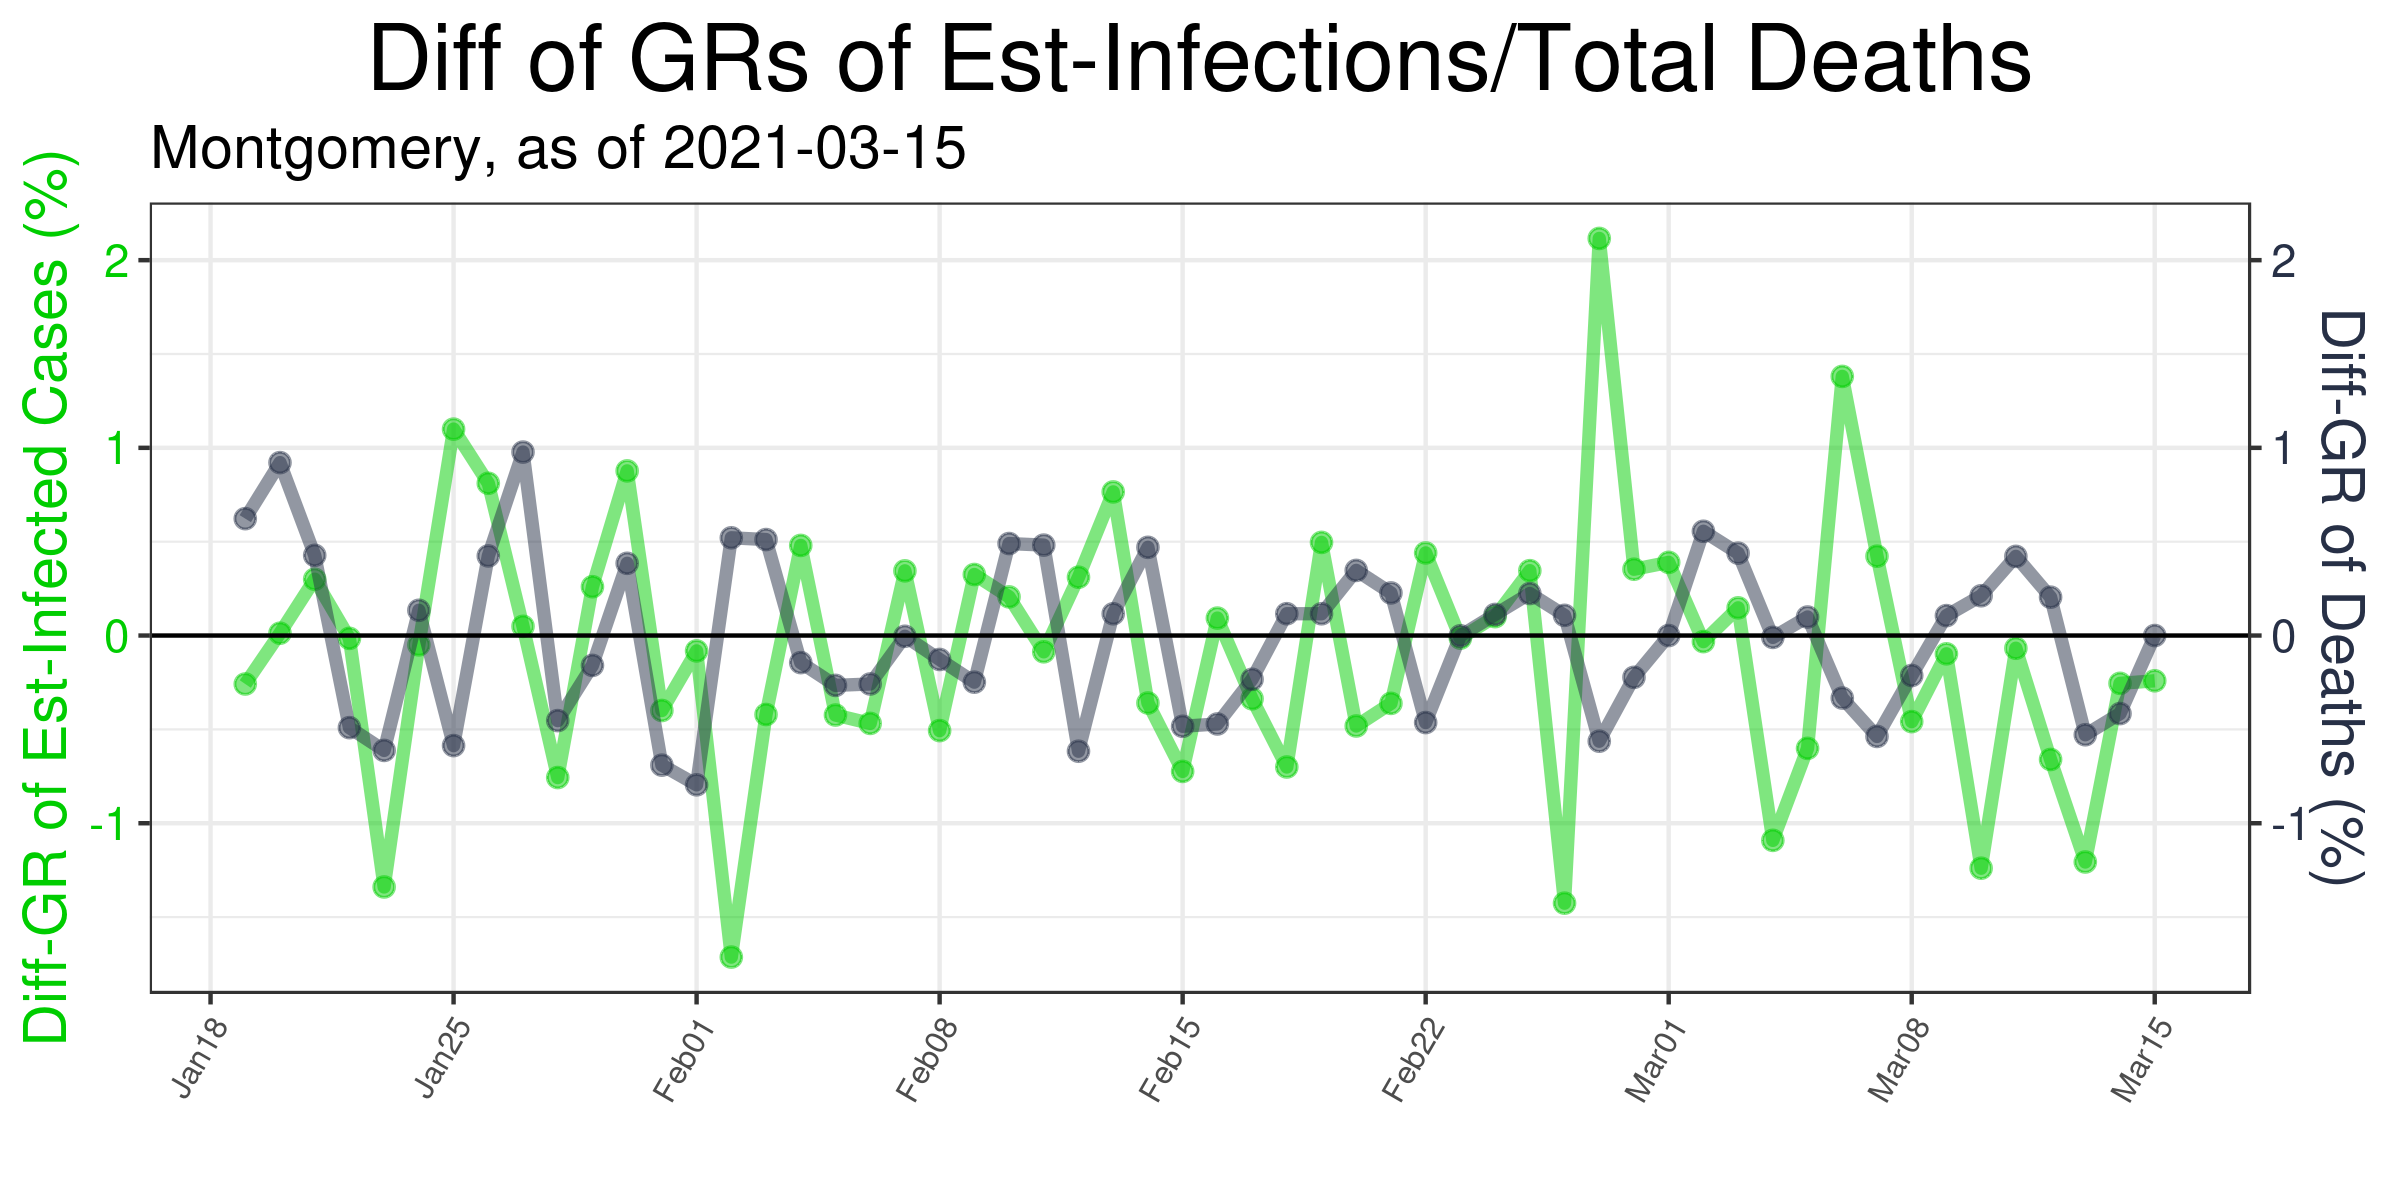 Diff of GRs of Est-Infections/Total Deaths
Montgomery, as of 2021-03-15
Diff-GR of Est-Infected Cases (%)
2
1
0
-1
2
1
0
-1
Diff-GR of Deaths (%)
Jan18
Jan25
Feb01
Feb08
Feb15
Feb22
Mar01
Mar08
Mar15